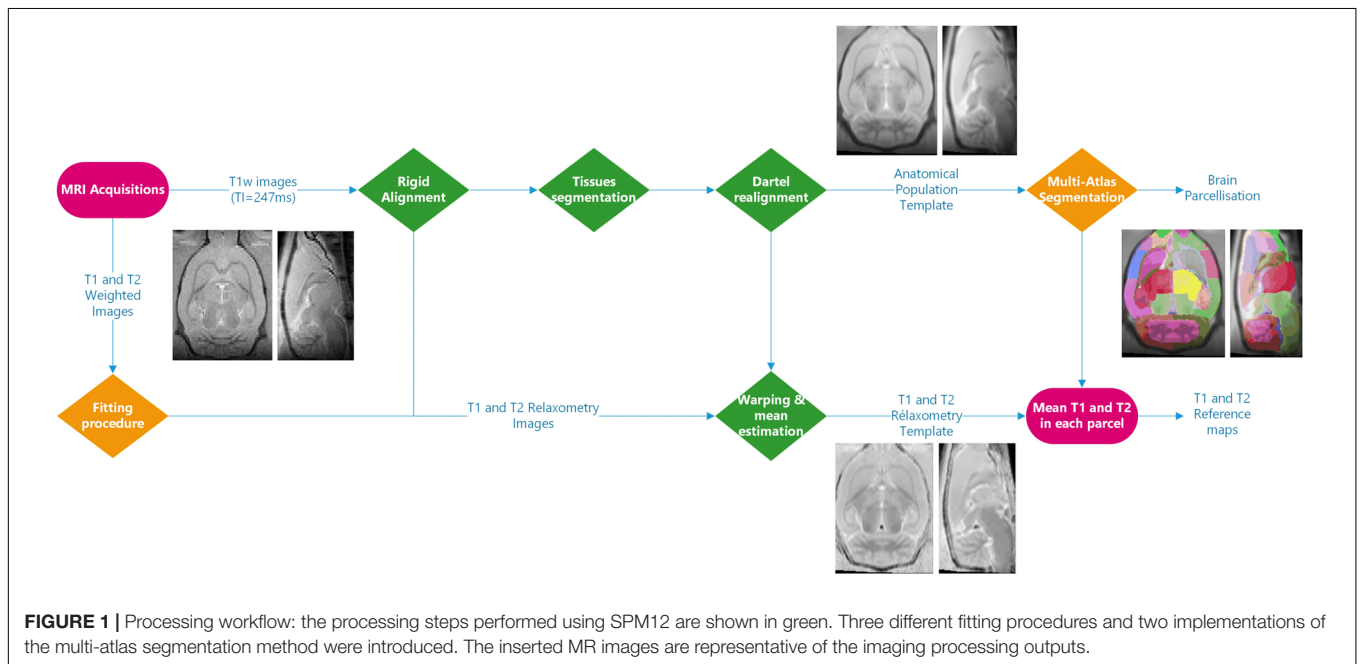 MRI Acquisitions
T1w images
(TI=247ms)
Rigid
Alignment
Tissues
segmentation
Dartel
realignment
Anatomical
Population
Template
Multi-Atlas
Segmentation
Brain
Parcellisation
T1 and T2
Weighted
Images
Fitting
procedure
T1 and T2 Relaxometry
Images
Warping &
mean
estimation
T1 and T2
Rélaxometry
Template
Mean T1 and T2
in each parcel
T1 and T2
Reference
maps
FIGURE 1 | Processing workflow: the processing steps performed using SPM12 are shown in green. Three different fitting procedures and two implementations of
the multi-atlas segmentation method were introduced. The inserted MR images are representative of the imaging processing outputs.